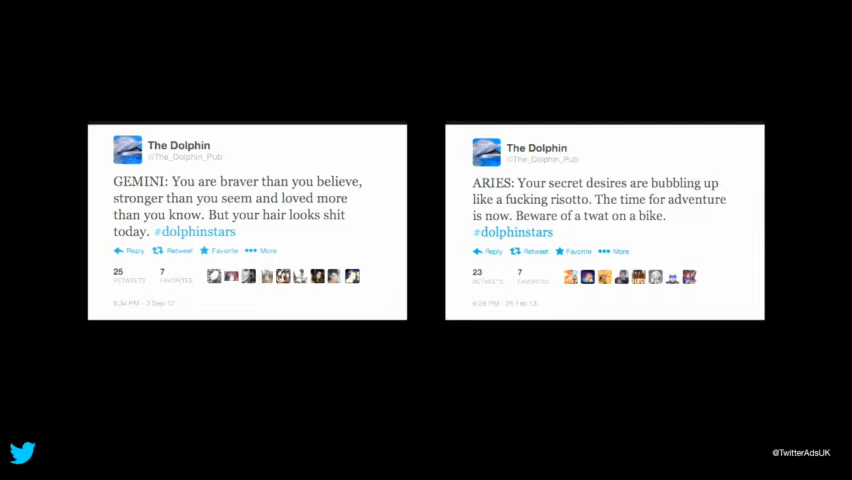 The Dolphin
@The_Dolphin_Pub
GEMINI: You are braver than you believe,
stronger than you seem and loved more
than you know. But your hair looks shit
today. #dolphinstars
Reply Retweet Favorite More
25 7
RETWEETS FAVORITES
8:34 PM - 3 Sep 12
The Dolphin
@The_Dolphin_Pub
ARIES: Your secret desires are bubbling up
like a fucking risotto. The time for adventure
is now. Beware of a twat on a bike.
#dolphinstars
Reply Retweet Favorite More
23 7
RETWEETS FAVORITES
26 Feb 13
@TwitterAdsUK